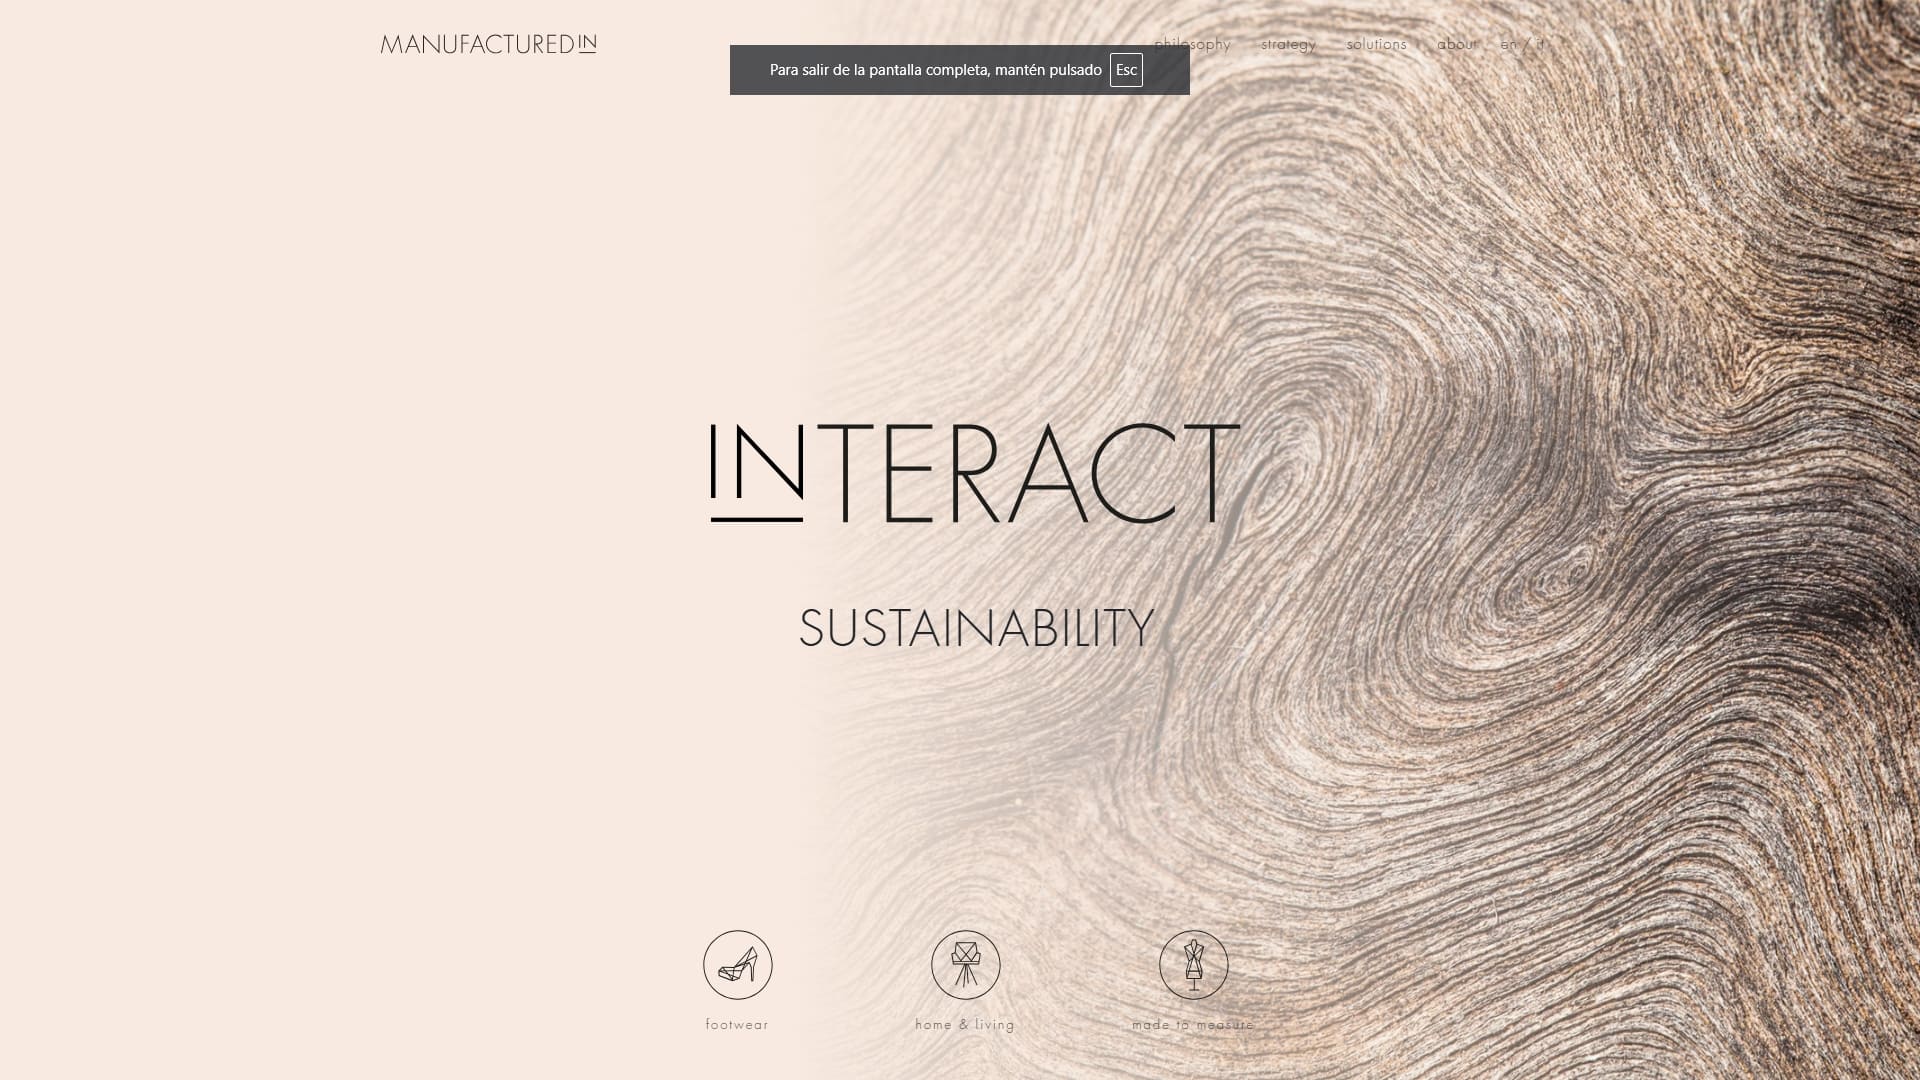 MANUFACTUREDIN
philosophy strategy solutions about en / it
Para salir de la pantalla completa, mantén pulsado Esc
INTERACT
SUSTAINABILITY
footwear home & living made to measure